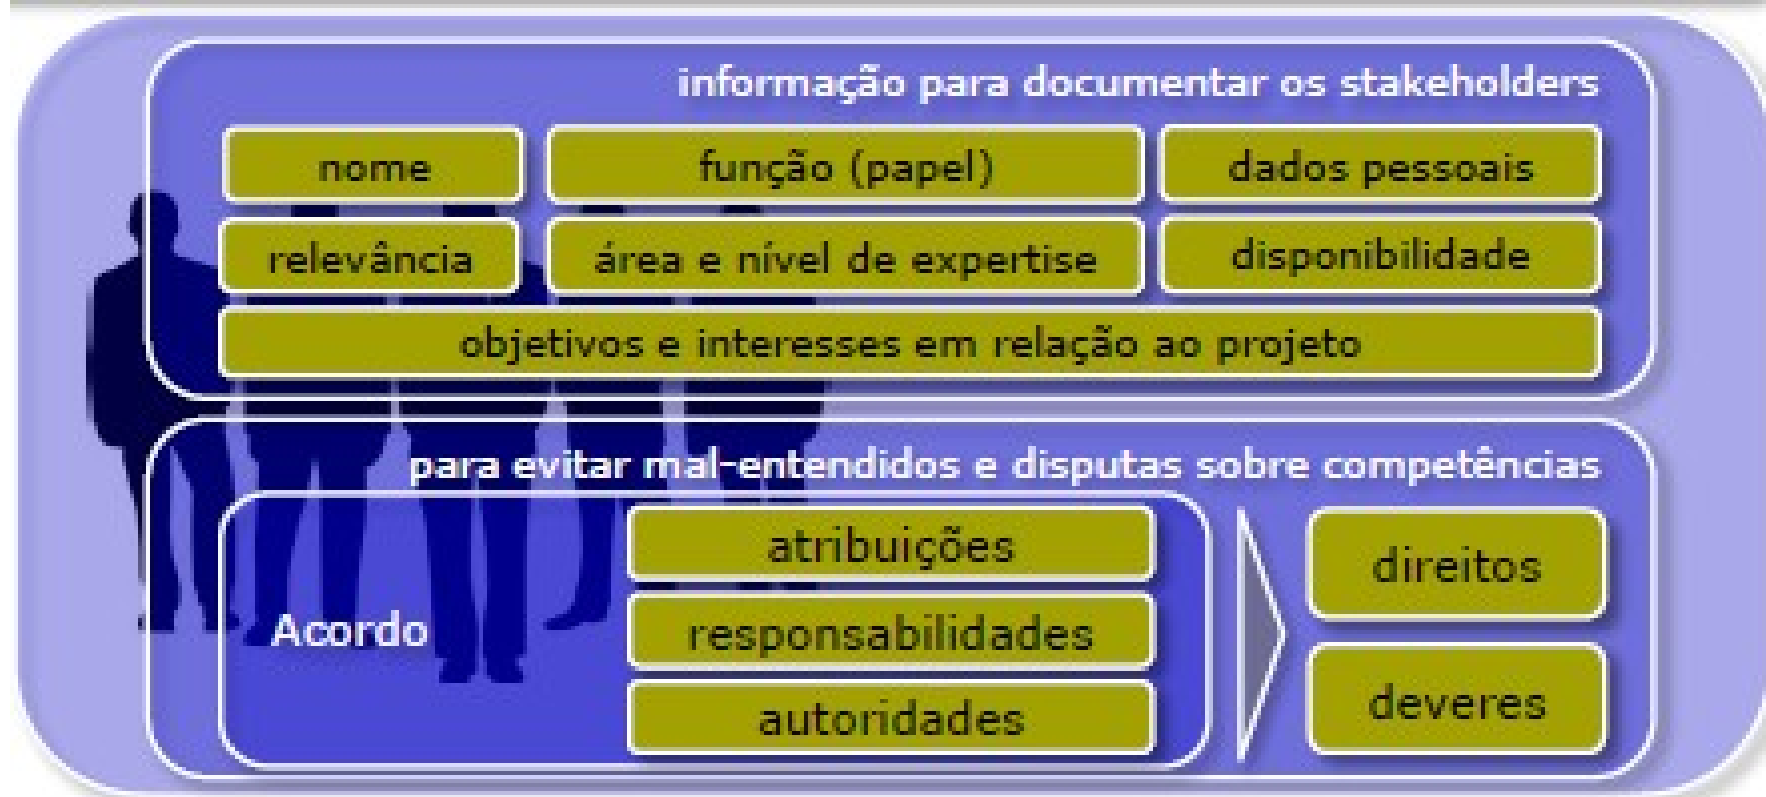 informação para documentar os stakeholders
nome
função (papel)
dados pessoais
relevância
área e nível de expertise
disponibilidade
objetivos e interesses em relação ao projeto
para evitar mal-entendidos e disputas sobre competências
Acordo
atribuições
responsabilidades
autoridades
direitos
deveres